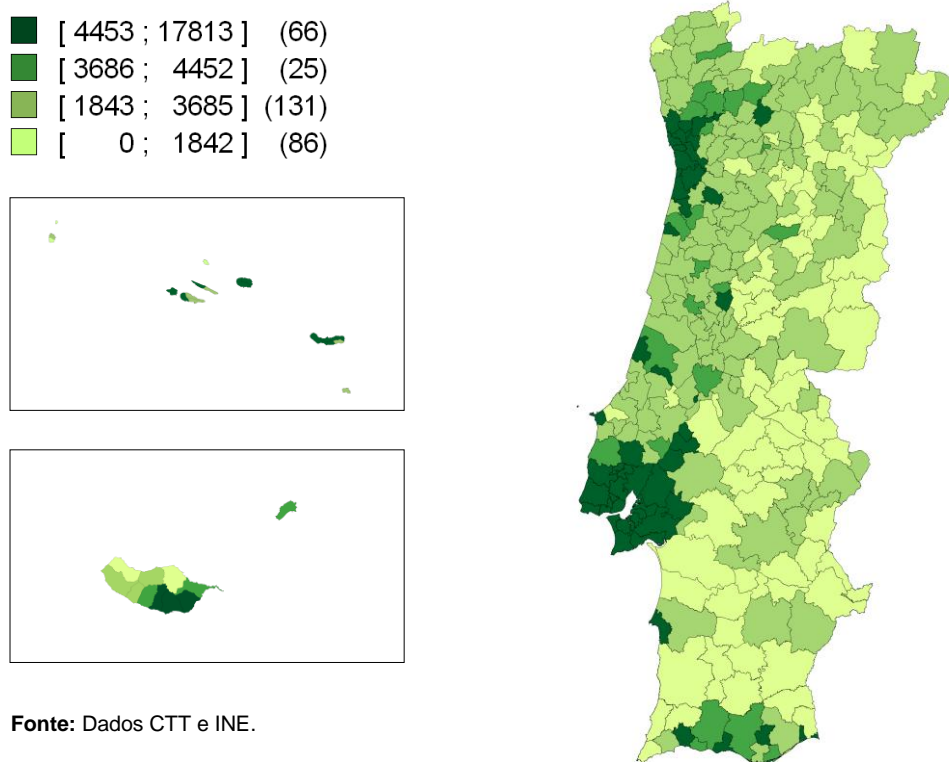 [ 4453 ; 17813 ] (66)
[ 3686 ; 4452 ] (25)
[ 1843 ; 3685 ] (131)
[ 0 ; 1842 ] (86)
Fonte: Dados CTT e INE.